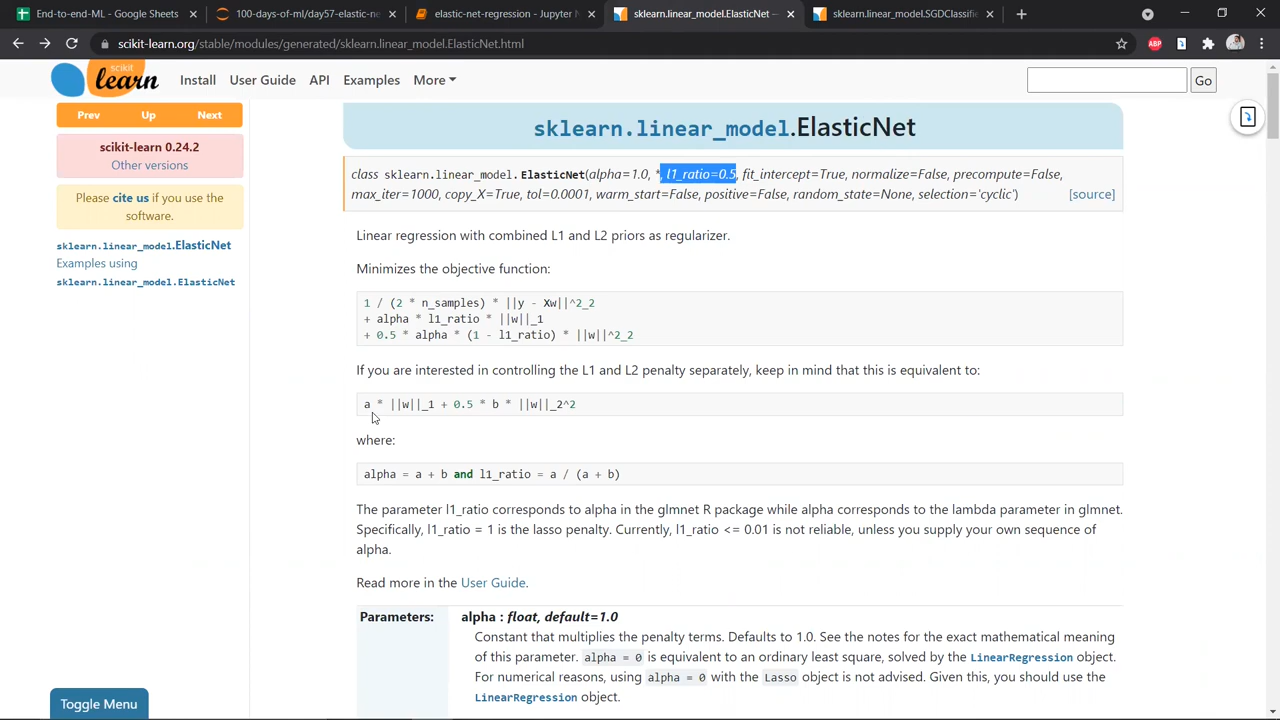 End-to-end-ML - Google Sheets
100-days-of-ml/day57-elastic-ne
elastic-net-regression - Jupyter N
sklearn.linear_model.ElasticNet —
sklearn.linear_model.SGDClassifie
scikit-learn.org/stable/modules/generated/sklearn.linear_model.ElasticNet.html
ABP
scikit
learn
Install
User Guide
API
Examples
More
Go
Prev
Up
Next
scikit-learn 0.24.2
Other versions
Please cite us if you use the
software.
sklearn.linear_model.ElasticNet
Examples using
sklearn.linear_model.ElasticNet
sklearn.linear_model.ElasticNet
class sklearn.linear_model.ElasticNet(alpha=1.0, *, l1_ratio=0.5, fit_intercept=True, normalize=False, precompute=False,
max_iter=1000, copy_X=True, tol=0.0001, warm_start=False, positive=False, random_state=None, selection='cyclic')
[source]
Linear regression with combined L1 and L2 priors as regularizer.
Minimizes the objective function:
1 / (2 * n_samples) * ||y - Xw||^2_2
+ alpha * l1_ratio * ||w||_1
+ 0.5 * alpha * (1 - l1_ratio) * ||w||^2_2
If you are interested in controlling the L1 and L2 penalty separately, keep in mind that this is equivalent to:
a * ||w||_1 + 0.5 * b * ||w||_2^2
where:
alpha = a + b and l1_ratio = a / (a + b)
The parameter l1_ratio corresponds to alpha in the glmnet R package while alpha corresponds to the lambda parameter in glmnet.
Specifically, l1_ratio = 1 is the lasso penalty. Currently, l1_ratio <= 0.01 is not reliable, unless you supply your own sequence of
alpha.
Read more in the User Guide.
Parameters:
alpha : float, default=1.0
Constant that multiplies the penalty terms. Defaults to 1.0. See the notes for the exact mathematical meaning
of this parameter. alpha = 0 is equivalent to an ordinary least square, solved by the LinearRegression object.
For numerical reasons, using alpha = 0 with the Lasso object is not advised. Given this, you should use the
LinearRegression object.
Toggle Menu